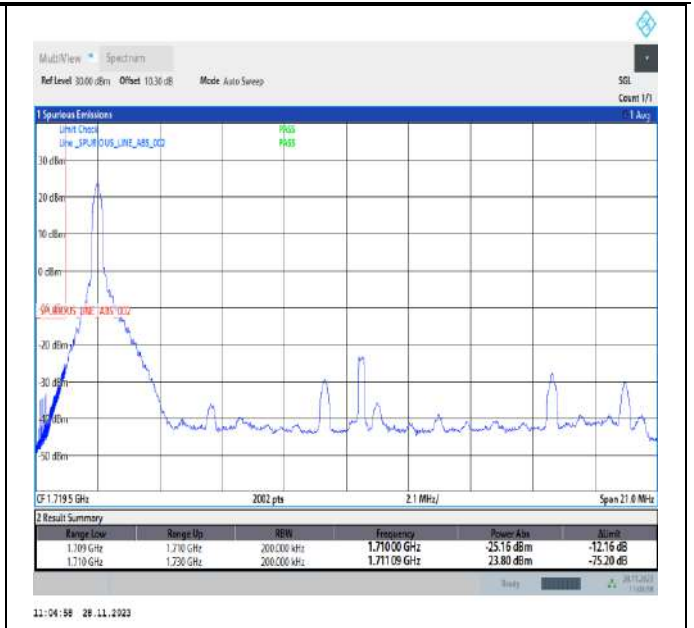 MultiView Spectrum
Ref Level 30.00 dBm Offset 10.30 dB Mode Auto Sweep SGL
Count 1/1
1 Spurious Emissions 1 Avg
Limit Check PASS
Line _SPURIOUS_LINE_ABS_002 PASS
30 dBm
20 dBm
10 dBm
0 dBm
_SPURIOUS_LINE_ABS_002
-20 dBm
-30 dBm
-40 dBm
-50 dBm
CF 1.7195 GHz 2002 pts 2.1 MHz/ Span 21.0 MHz
2 Result Summary
Range Low Range Up RBW Frequency Power Abs ΔLimit
1.709 GHz 1.710 GHz 200.000 kHz 1.71000 GHz -25.16 dBm -12.16 dB
1.710 GHz 1.730 GHz 200.000 kHz 1.71109 GHz 23.80 dBm -75.20 dB
Ready 28.11.2023
11:04:58 28.11.2023